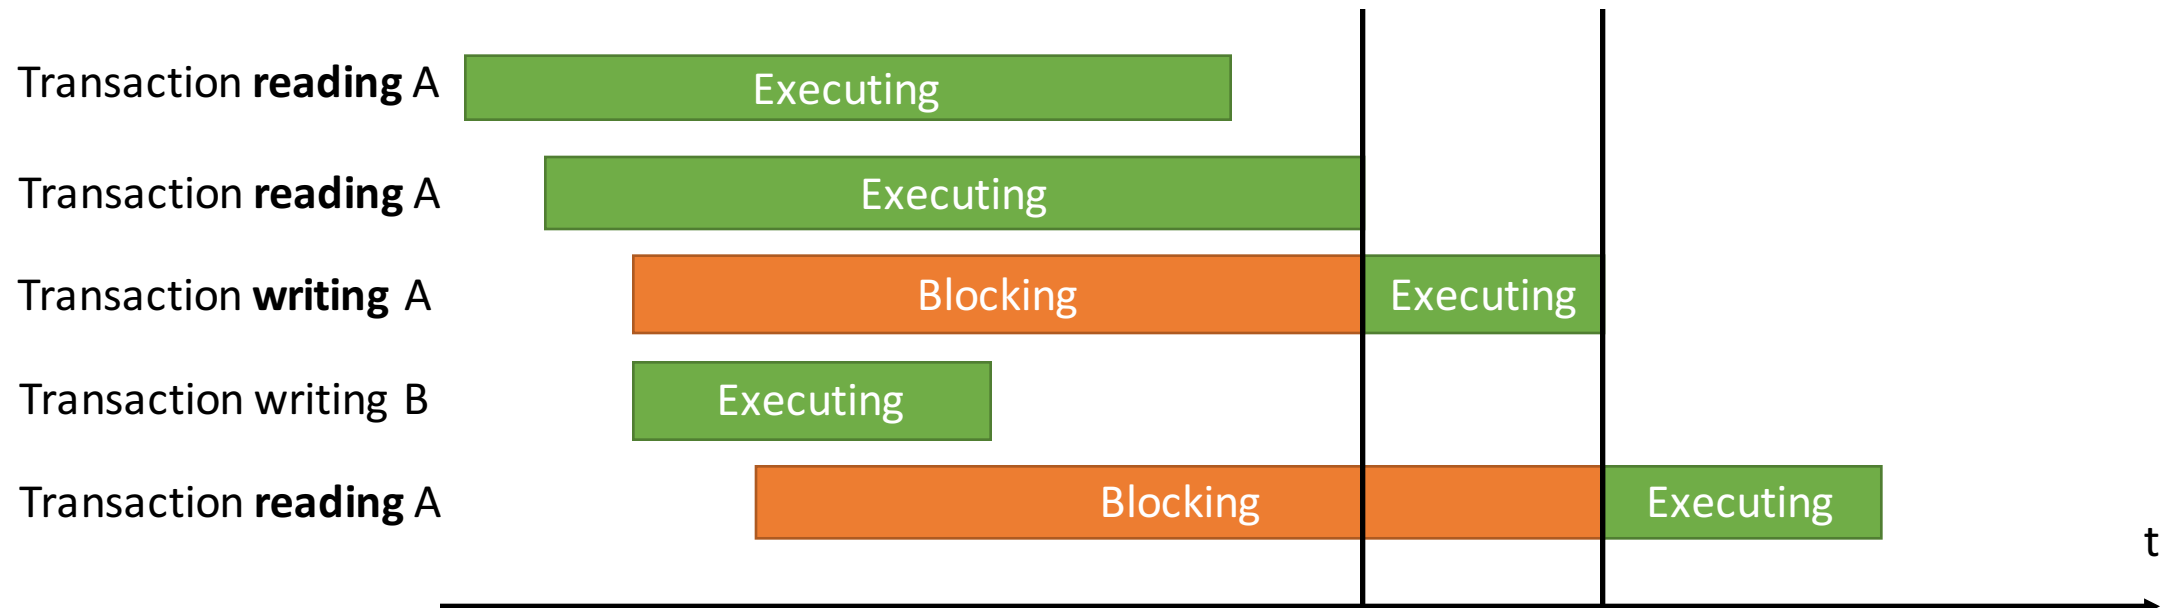 Transaction reading A
Executing
Transaction reading A
Executing
Transaction writing A
Blocking
Executing
Transaction writing B
Executing
Transaction reading A
Blocking
Executing
t